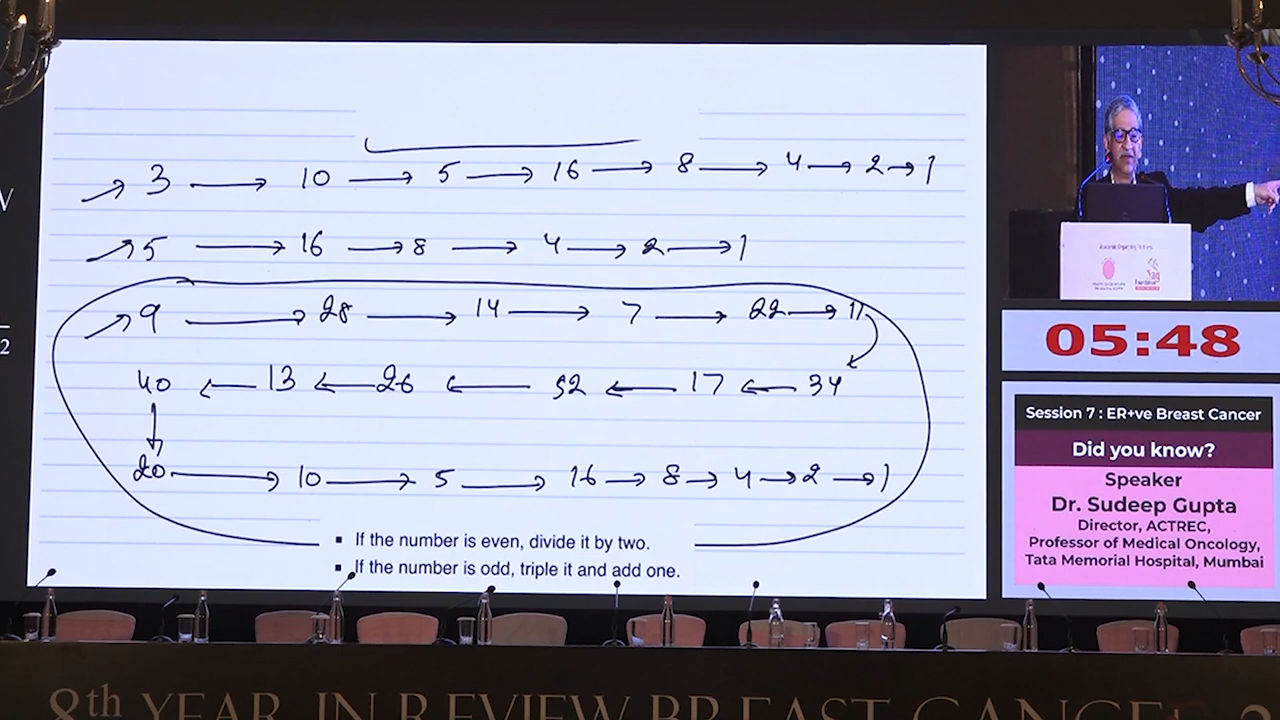 3 → 10 → 5 → 16 → 8 → 4 → 2 → 1
→ 5 → 16 → 8 → 4 → 2 → 1
→ 9 → 28 → 14 → 7 → 22 → 11
40 ← 13 ← 26 ← 52 ← 17 ← 34
20 → 10 → 5 → 16 → 8 → 4 → 2 → 1
▪ If the number is even, divide it by two.
▪ If the number is odd, triple it and add one.
05:48
Session 7 : ER+ve Breast Cancer
Did you know?
Speaker
Dr. Sudeep Gupta
Director, ACTREC,
Professor of Medical Oncology,
Tata Memorial Hospital, Mumbai
8th YEAR IN REVIEW BREAST CANCE